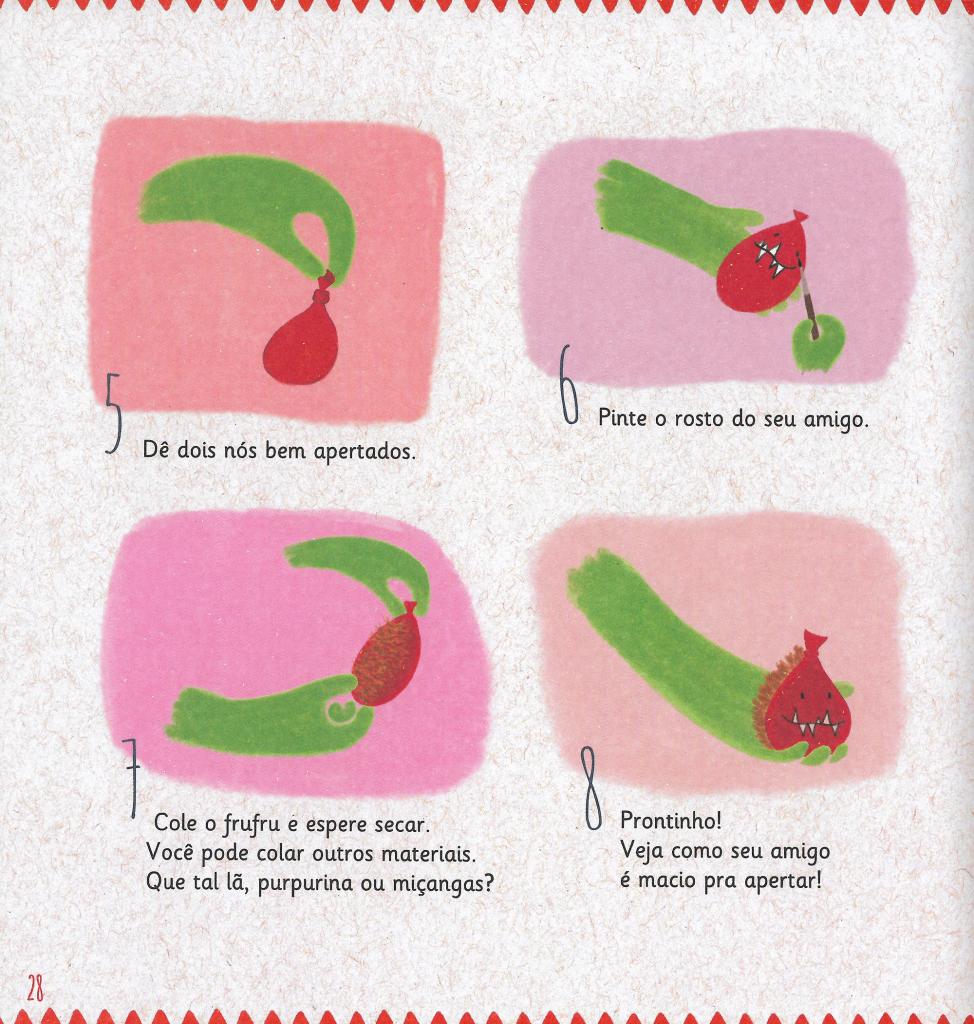 5
Dê dois nós bem apertados.
6
Pinte o rosto do seu amigo.
7
Cole o frufru e espere secar.
Você pode colar outros materiais.
Que tal lã, purpurina ou miçangas?
8
Prontinho!
Veja como seu amigo
é macio pra apertar!
28